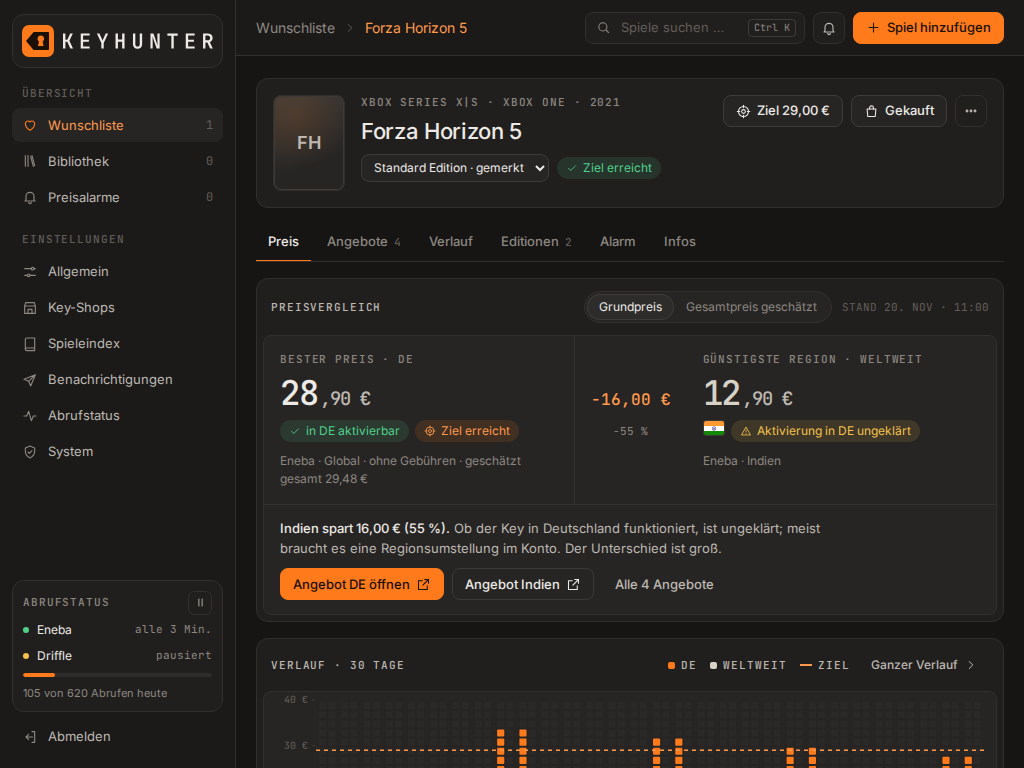 KEYHUNTER
ÜBERSICHT
Wunschliste 1
Bibliothek 0
Preisalarme 0
EINSTELLUNGEN
Allgemein
Key-Shops
Spieleindex
Benachrichtigungen
Abrufstatus
System
ABRUFSTATUS
Eneba alle 3 Min.
Driffle pausiert
105 von 620 Abrufen heute
Abmelden
Wunschliste Forza Horizon 5
Spiele suchen ... Ctrl K
Spiel hinzufügen
FH
XBOX SERIES X|S · XBOX ONE · 2021
Forza Horizon 5
Standard Edition · gemerkt
Ziel erreicht
Ziel 29,00 €
Gekauft
Preis Angebote 4 Verlauf Editionen 2 Alarm Infos
PREISVERGLEICH
Grundpreis Gesamtpreis geschätzt STAND 20. NOV · 11:00
BESTER PREIS · DE
28,90 €
in DE aktivierbar Ziel erreicht
Eneba · Global · ohne Gebühren · geschätzt
gesamt 29,48 €
-16,00 €
-55 %
GÜNSTIGSTE REGION · WELTWEIT
12,90 €
Aktivierung in DE ungeklärt
Eneba · Indien
Indien spart 16,00 € (55 %). Ob der Key in Deutschland funktioniert, ist ungeklärt; meist
braucht es eine Regionsumstellung im Konto. Der Unterschied ist groß.
Angebot DE öffnen Angebot Indien Alle 4 Angebote
VERLAUF · 30 TAGE
DE WELTWEIT ZIEL Ganzer Verlauf
40 €
30 €